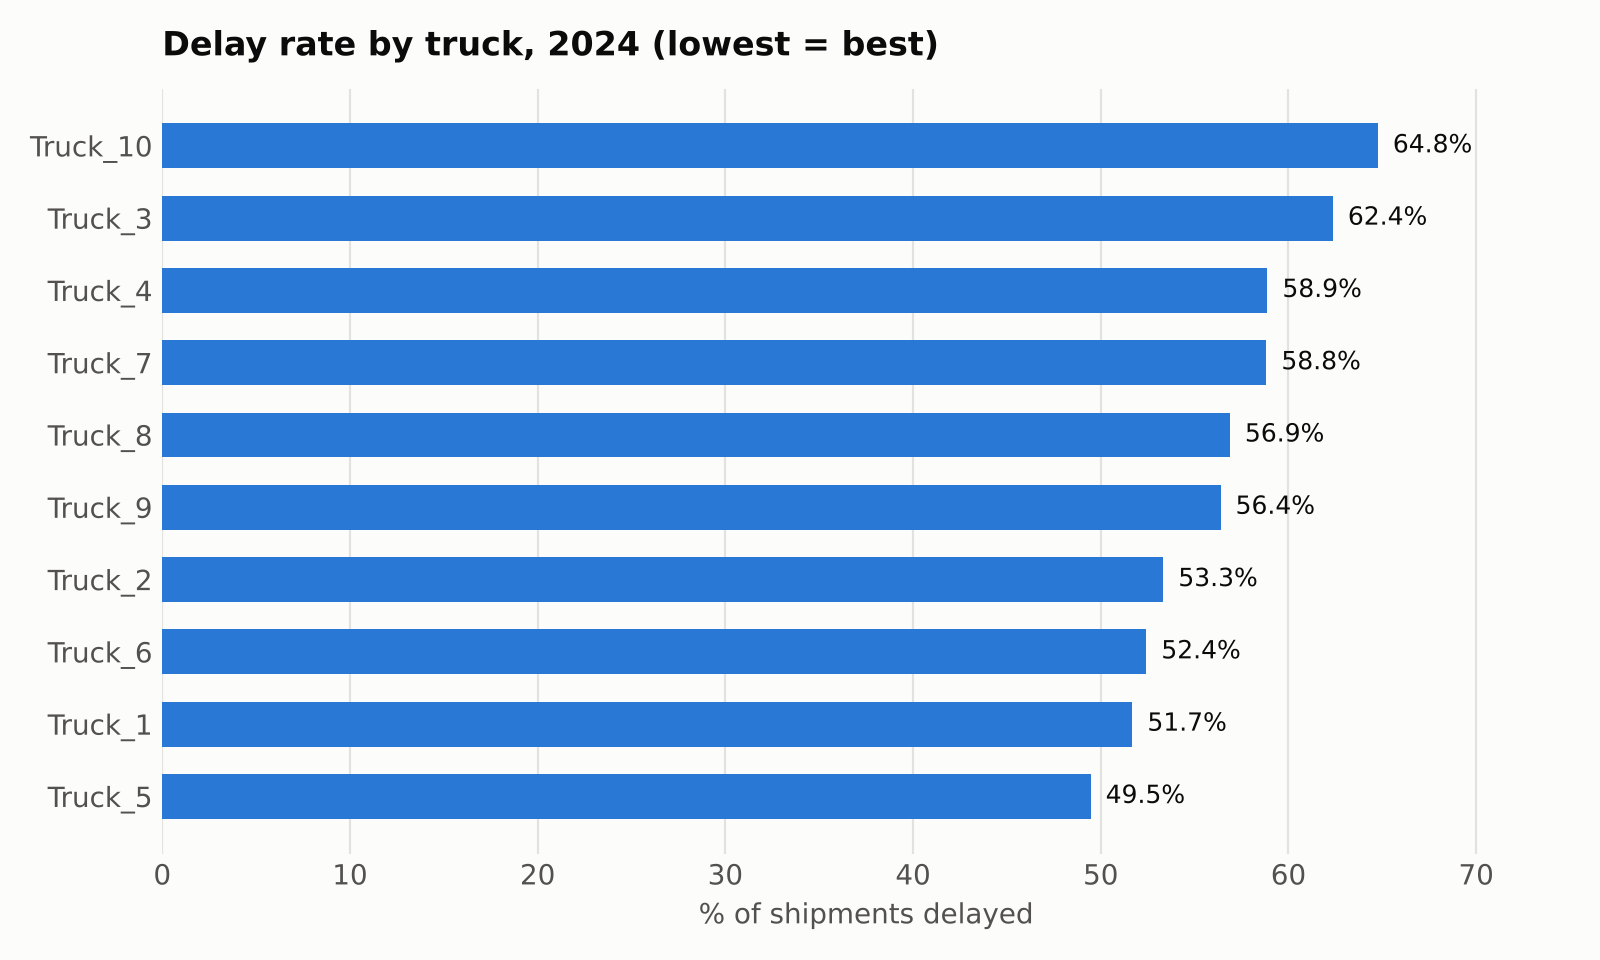 Delay rate by truck, 2024 (lowest = best)
Truck_10 64.8%
Truck_3 62.4%
Truck_4 58.9%
Truck_7 58.8%
Truck_8 56.9%
Truck_9 56.4%
Truck_2 53.3%
Truck_6 52.4%
Truck_1 51.7%
Truck_5 49.5%
0 10 20 30 40 50 60 70
% of shipments delayed